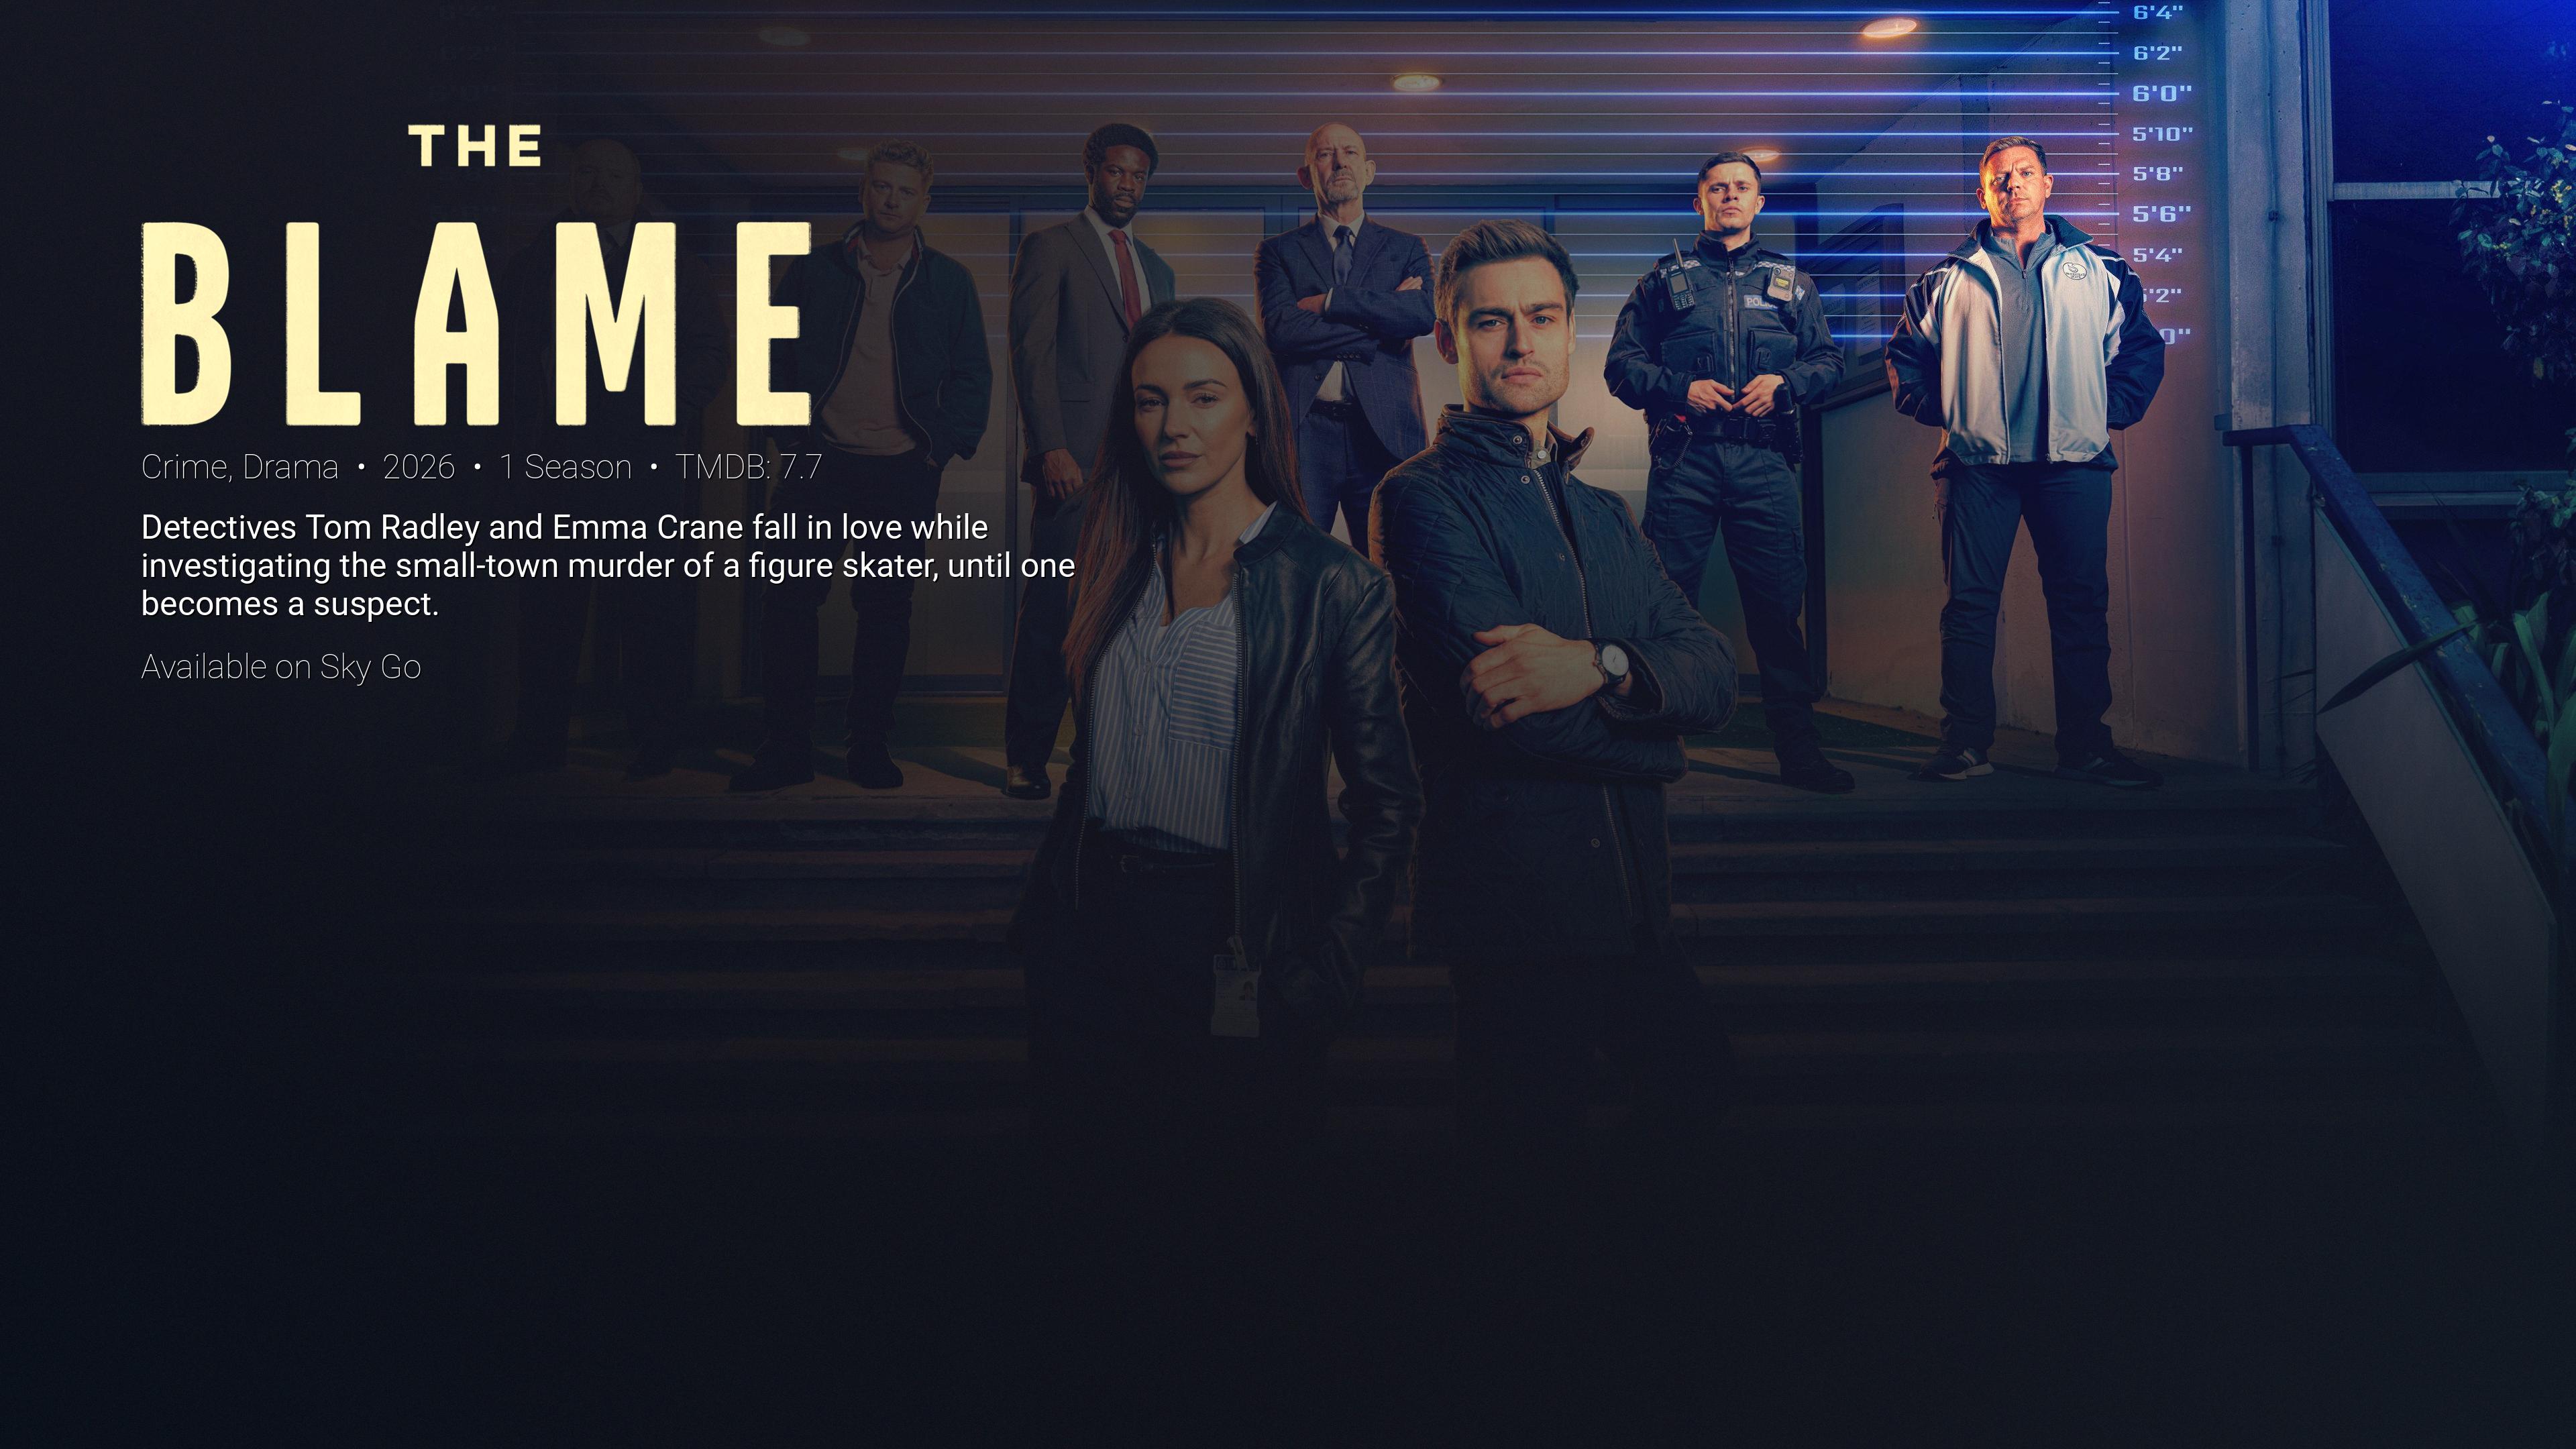 THE
BLAME
Crime, Drama • 2026 • 1 Season • TMDB: 7.7
Detectives Tom Radley and Emma Crane fall in love while
investigating the small-town murder of a figure skater, until one
becomes a suspect.
Available on Sky Go
6'4"
6'2"
6'0"
5'10"
5'8"
5'6"
5'4"
'2"
0"